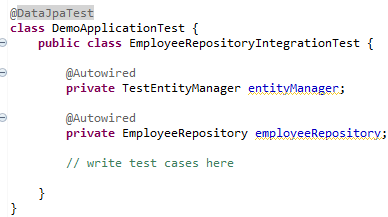 @DataJpaTest
class DemoApplicationTest {
public class EmployeeRepositoryIntegrationTest {
@Autowired
private TestEntityManager entityManager;
@Autowired
private EmployeeRepository employeeRepository;
// write test cases here
}
}